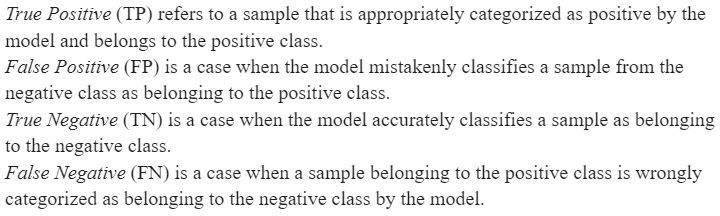 True Positive (TP) refers to a sample that is appropriately categorized as positive by the
model and belongs to the positive class.
False Positive (FP) is a case when the model mistakenly classifies a sample from the
negative class as belonging to the positive class.
True Negative (TN) is a case when the model accurately classifies a sample as belonging
to the negative class.
False Negative (FN) is a case when a sample belonging to the positive class is wrongly
categorized as belonging to the negative class by the model.